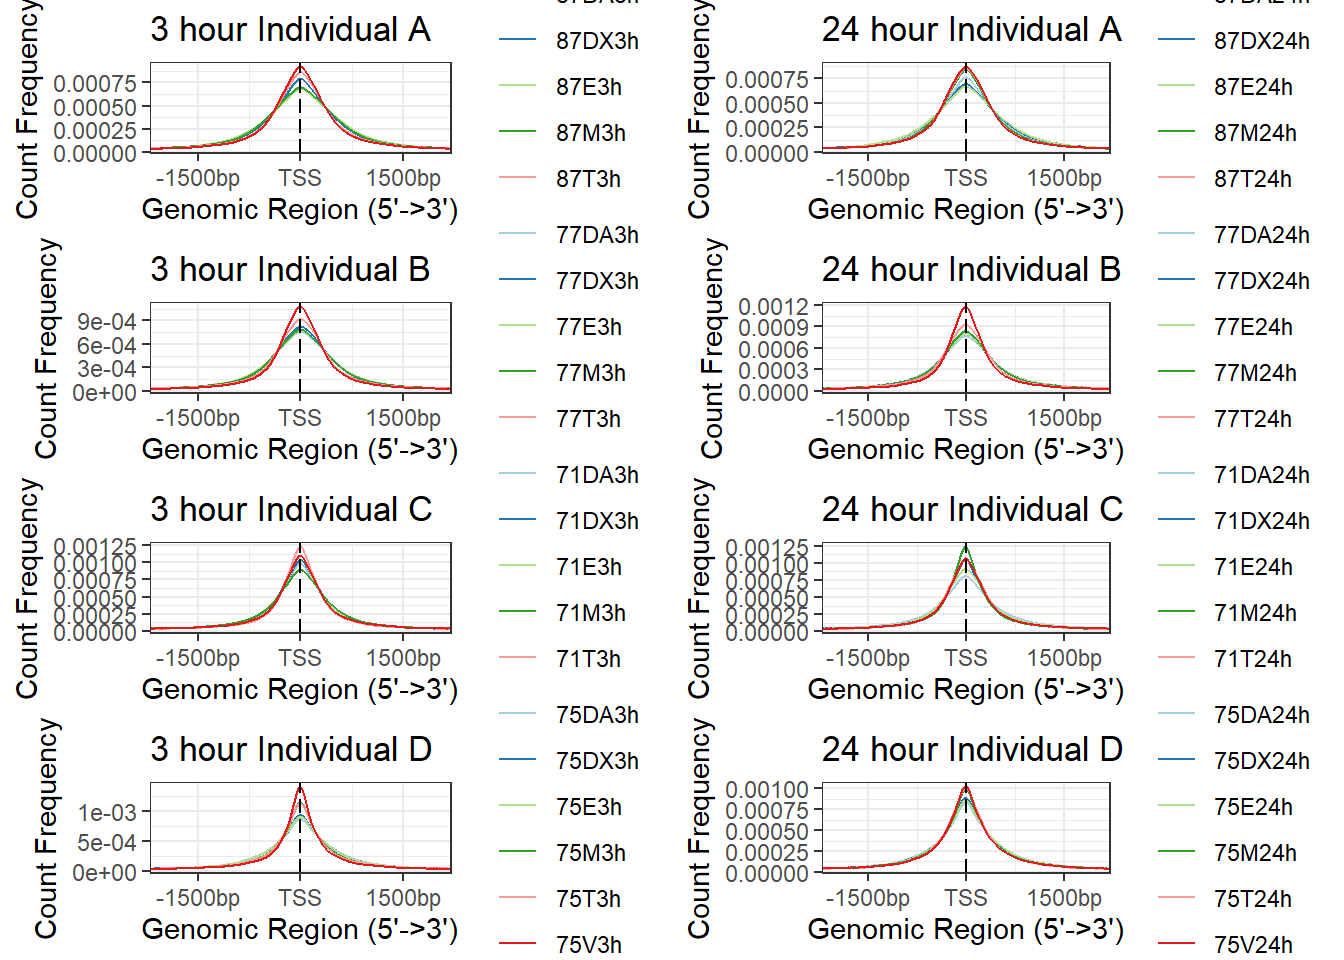 3 hour Individual A
Count Frequency
0.00075
0.00050
0.00025
0.00000
-1500bp TSS 1500bp
Genomic Region (5'->3')
87DX3h
87E3h
87M3h
87T3h
24 hour Individual A
Count Frequency
0.00075
0.00050
0.00025
0.00000
-1500bp TSS 1500bp
Genomic Region (5'->3')
87DA24h
87DX24h
87E24h
87M24h
87T24h
3 hour Individual B
Count Frequency
9e-04
6e-04
3e-04
0e+00
-1500bp TSS 1500bp
Genomic Region (5'->3')
77DA3h
77DX3h
77E3h
77M3h
77T3h
24 hour Individual B
Count Frequency
0.0012
0.0009
0.0006
0.0003
0.0000
-1500bp TSS 1500bp
Genomic Region (5'->3')
77DA24h
77DX24h
77E24h
77M24h
77T24h
3 hour Individual C
Count Frequency
0.00125
0.00100
0.00075
0.00050
0.00025
0.00000
-1500bp TSS 1500bp
Genomic Region (5'->3')
71DA3h
71DX3h
71E3h
71M3h
71T3h
24 hour Individual C
Count Frequency
0.00125
0.00100
0.00075
0.00050
0.00025
0.00000
-1500bp TSS 1500bp
Genomic Region (5'->3')
71DA24h
71DX24h
71E24h
71M24h
71T24h
3 hour Individual D
Count Frequency
1e-03
5e-04
0e+00
-1500bp TSS 1500bp
Genomic Region (5'->3')
75DA3h
75DX3h
75E3h
75M3h
75T3h
75V3h
24 hour Individual D
Count Frequency
0.00100
0.00075
0.00050
0.00025
0.00000
-1500bp TSS 1500bp
Genomic Region (5'->3')
75DA24h
75DX24h
75E24h
75M24h
75T24h
75V24h